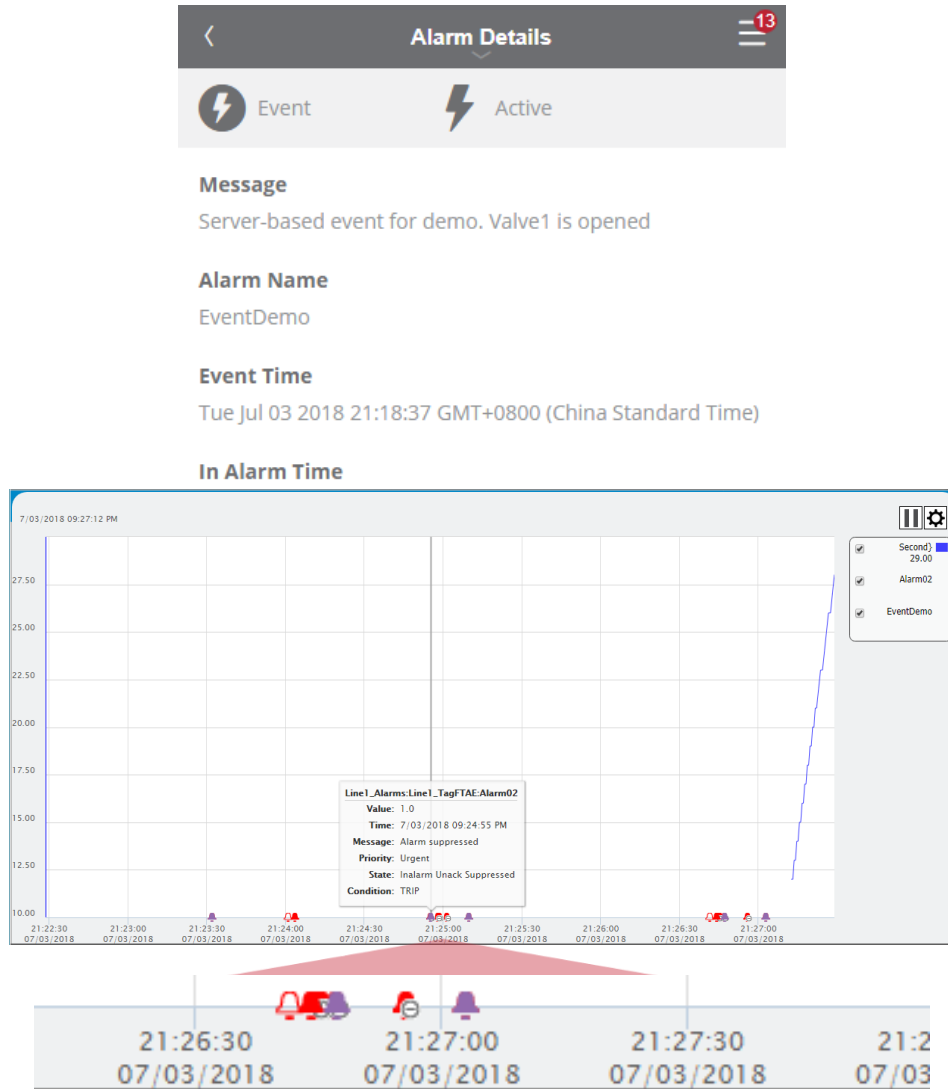 Alarm Details
13
Event
Active
Message
Server-based event for demo. Valve1 is opened
Alarm Name
EventDemo
Event Time
Tue Jul 03 2018 21:18:37 GMT+0800 (China Standard Time)
In Alarm Time
7/03/2018 09:27:12 PM
Second}
29.00
Alarm02
EventDemo
27.50
25.00
22.50
20.00
17.50
15.00
12.50
10.00
Line1_Alarms:Line1_TagFTAE:Alarm02
Value: 1.0
Time: 7/03/2018 09:24:55 PM
Message: Alarm suppressed
Priority: Urgent
State: Inalarm Unack Suppressed
Condition: TRIP
21:22:30 21:23:00 21:23:30 21:24:00 21:24:30 21:25:00 21:25:30 21:26:00 21:26:30 21:27:00
07/03/2018 07/03/2018 07/03/2018 07/03/2018 07/03/2018 07/03/2018 07/03/2018 07/03/2018 07/03/2018 07/03/2018
21:26:30 21:27:00 21:27:30 21:2
07/03/2018 07/03/2018 07/03/2018 07/03